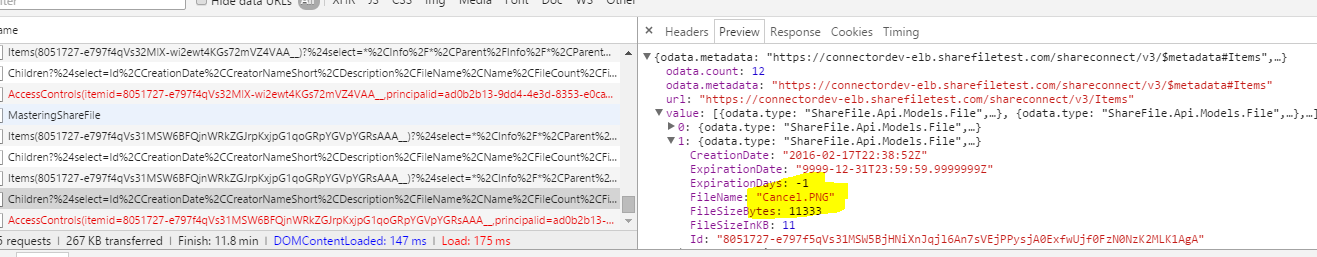 Hide data URLs All XHR JS CSS Img Media Font Doc WS Other
ame
Items(8051727-e797f4qVs32MIX-wi2ewt4KGs72mVZ4VAA__)?%24select=*%2CInfo%2F*%2CParent%2FInfo%2F*%2CParent...
Children?%24select=Id%2CCreationDate%2CCreatorNameShort%2CDescription%2CFileName%2CName%2CFileCount%2CFi...
AccessControls(itemid=8051727-e797f4qVs32MIX-wi2ewt4KGs72mVZ4VAA__,principalid=ad0b2b13-9dd4-4e3d-8353-e0ca...
MasteringShareFile
Items(8051727-e797f4qVs31MSW6BFQjnWRkZGJrpKxjpG1qoGRpYGVpYGRsAAA__)?%24select=*%2CInfo%2F*%2CParent%2...
Children?%24select=Id%2CCreationDate%2CCreatorNameShort%2CDescription%2CFileName%2CName%2CFileCount%2CFi...
Items(8051727-e797f4qVs31MSW6BFQjnWRkZGJrpKxjpG1qoGRpYGVpYGRsAAA__)?%24select=*%2CInfo%2F*%2CParent%2...
Children?%24select=Id%2CCreationDate%2CCreatorNameShort%2CDescription%2CFileName%2CName%2CFileCount%2CFi...
AccessControls(itemid=8051727-e797f4qVs31MSW6BFQjnWRkZGJrpKxjpG1qoGRpYGVpYGRsAAA__,principalid=ad0b2b13-...
requests | 267 KB transferred | Finish: 11.8 min | DOMContentLoaded: 147 ms | Load: 175 ms
× Headers Preview Response Cookies Timing
▼{odata.metadata: "https://connectordev-elb.sharefiletest.com/shareconnect/v3/$metadata#Items",…}
odata.count: 12
odata.metadata: "https://connectordev-elb.sharefiletest.com/shareconnect/v3/$metadata#Items"
url: "https://connectordev-elb.sharefiletest.com/shareconnect/v3/Items"
▼value: [{odata.type: "ShareFile.Api.Models.File",…}, {odata.type: "ShareFile.Api.Models.File",…},…]
▶0: {odata.type: "ShareFile.Api.Models.File",…}
▼1: {odata.type: "ShareFile.Api.Models.File",…}
CreationDate: "2016-02-17T22:38:52Z"
ExpirationDate: "9999-12-31T23:59:59.9999999Z"
ExpirationDays: -1
FileName: "Cancel.PNG"
FileSizeBytes: 11333
FileSizeInKB: 11
Id: "8051727-e797f5qVs31MSW5BjHNiXnJqjl6An7sVEjPPysjA0ExfwUjf0FzN0NzK2MLK1AgA"